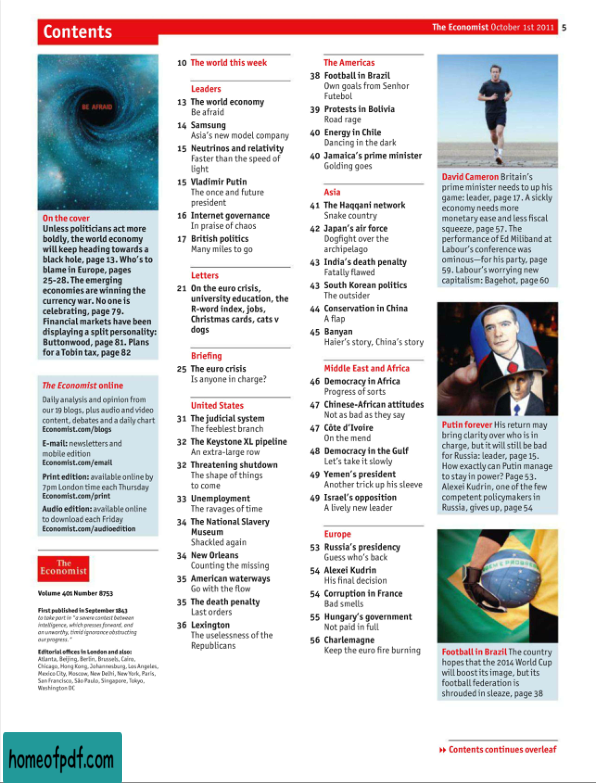 Contents
The Economist October 1st 2011 5
BE AFRAID
On the cover
Unless politicians act more
boldly, the world economy
will keep heading towards a
black hole, page 13. Who's to
blame in Europe, pages
25-28. The emerging
economies are winning the
currency war. No one is
celebrating, page 79.
Financial markets have been
displaying a split personality:
Buttonwood, page 81. Plans
for a Tobin tax, page 82
The Economist online
Daily analysis and opinion from
our 19 blogs, plus audio and video
content, debates and a daily chart
Economist.com/blogs
E-mail: newsletters and
mobile edition
Economist.com/email
Print edition: available online by
7pm London time each Thursday
Economist.com/print
Audio edition: available online
to download each Friday
Economist.com/audioedition
The
Economist
Volume 401 Number 8753
First published in September 1843
to take part in "a severe contest between
intelligence, which presses forward, and
an unworthy, timid ignorance obstructing
our progress."
Editorial offices in London and also:
Atlanta, Beijing, Berlin, Brussels, Cairo,
Chicago, Hong Kong, Johannesburg, Los Angeles,
Mexico City, Moscow, New Delhi, New York, Paris,
San Francisco, São Paulo, Singapore, Tokyo,
Washington DC
10 The world this week
Leaders
13 The world economy
Be afraid
14 Samsung
Asia's new model company
15 Neutrinos and relativity
Faster than the speed of
light
15 Vladimir Putin
The once and future
president
16 Internet governance
In praise of chaos
17 British politics
Many miles to go
Letters
21 On the euro crisis,
university education, the
R-word index, jobs,
Christmas cards, cats v
dogs
Briefing
25 The euro crisis
Is anyone in charge?
United States
31 The judicial system
The feeblest branch
32 The Keystone XL pipeline
An extra-large row
32 Threatening shutdown
The shape of things
to come
33 Unemployment
The ravages of time
34 The National Slavery
Museum
Shackled again
34 New Orleans
Counting the missing
35 American waterways
Go with the flow
35 The death penalty
Last orders
36 Lexington
The uselessness of the
Republicans
The Americas
38 Football in Brazil
Own goals from Senhor
Futebol
39 Protests in Bolivia
Road rage
40 Energy in Chile
Dancing in the dark
40 Jamaica's prime minister
Golding goes
Asia
41 The Haqqani network
Snake country
42 Japan's air force
Dogfight over the
archipelago
43 India's death penalty
Fatally flawed
43 South Korean politics
The outsider
44 Conservation in China
A flap
45 Banyan
Haier's story, China's story
Middle East and Africa
46 Democracy in Africa
Progress of sorts
47 Chinese-African attitudes
Not as bad as they say
47 Côte d'Ivoire
On the mend
48 Democracy in the Gulf
Let's take it slowly
49 Yemen's president
Another trick up his sleeve
49 Israel's opposition
A lively new leader
Europe
53 Russia's presidency
Guess who's back
54 Alexei Kudrin
His final decision
54 Corruption in France
Bad smells
55 Hungary's government
Not paid in full
56 Charlemagne
Keep the euro fire burning
David Cameron Britain's
prime minister needs to up his
game: leader, page 17. A sickly
economy needs more
monetary ease and less fiscal
squeeze, page 57. The
performance of Ed Miliband at
Labour's conference was
ominous—for his party, page
59. Labour's worrying new
capitalism: Bagehot, page 60
Putin forever His return may
bring clarity over who is in
charge, but it will still be bad
for Russia: leader, page 15.
How exactly can Putin manage
to stay in power? Page 53.
Alexei Kudrin, one of the few
competent policymakers in
Russia, gives up, page 54
Football in Brazil The country
hopes that the 2014 World Cup
will boost its image, but its
football federation is
shrouded in sleaze, page 38
Contents continues overleaf
homeofpdf.com